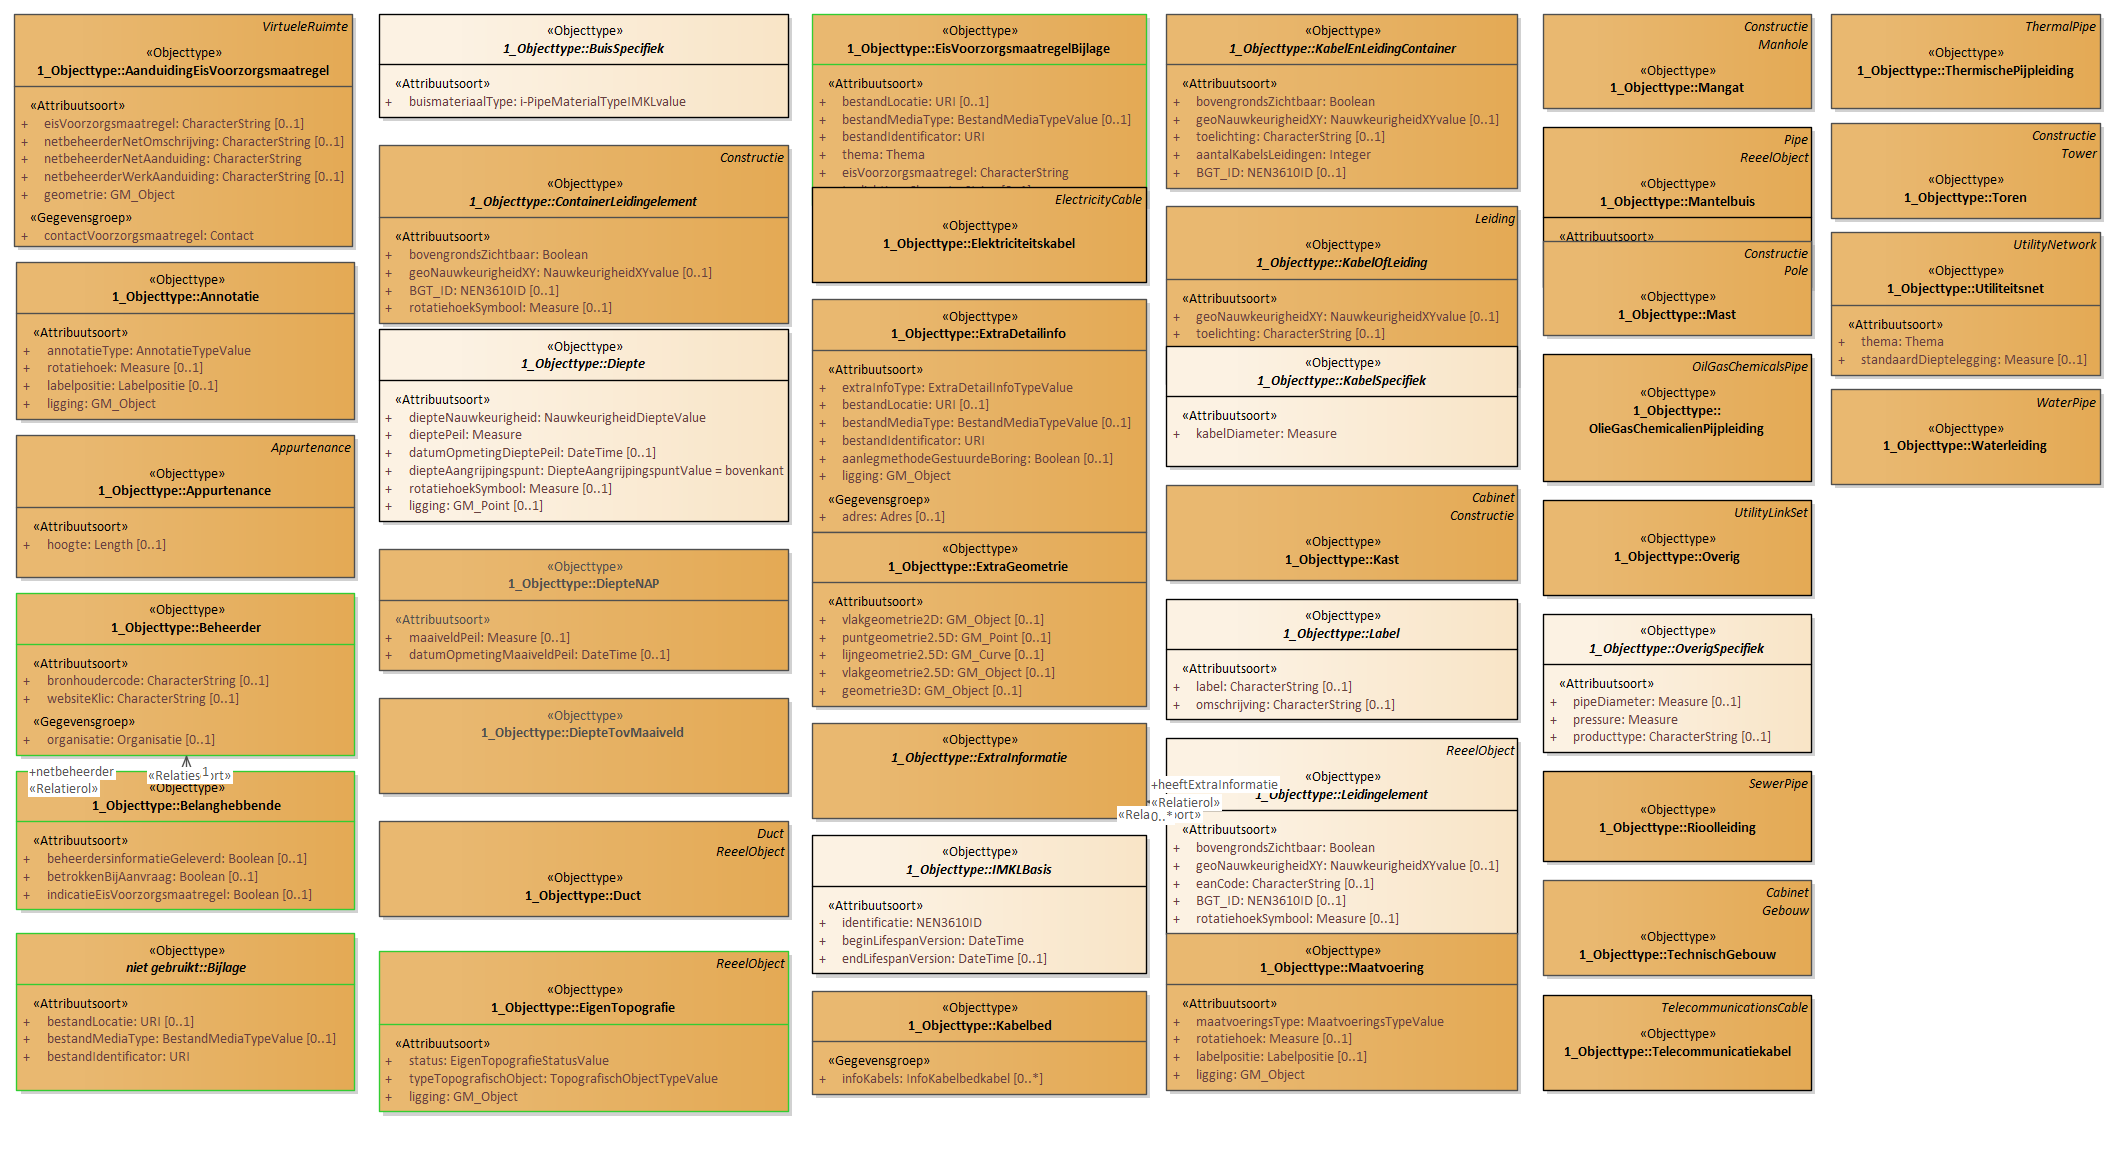 VirtueleRuimte
«Objecttype»
1_Objecttype::AanduidingEisVoorzorgsmaatregel
«Attribuutsoort»
+ eisVoorzorgsmaatregel: CharacterString [0..1]
+ netbeheerderNetOmschrijving: CharacterString [0..1]
+ netbeheerderNetAanduiding: CharacterString
+ netbeheerderWerkAanduiding: CharacterString [0..1]
+ geometrie: GM_Object
«Gegevensgroep»
+ contactVoorzorgsmaatregel: Contact
«Objecttype»
1_Objecttype::Annotatie
«Attribuutsoort»
+ annotatieType: AnnotatieTypeValue
+ rotatiehoek: Measure [0..1]
+ labelpositie: Labelpositie [0..1]
+ ligging: GM_Object
Appurtenance
«Objecttype»
1_Objecttype::Appurtenance
«Attribuutsoort»
+ hoogte: Length [0..1]
«Objecttype»
1_Objecttype::Beheerder
«Attribuutsoort»
+ bronhoudercode: CharacterString [0..1]
+ websiteKlic: CharacterString [0..1]
«Gegevensgroep»
+ organisatie: Organisatie [0..1]
+netbeheerder
1
«Relatierol»
«Objecttype»
1_Objecttype::Belanghebbende
«Attribuutsoort»
+ beheerdersinformatieGeleverd: Boolean [0..1]
+ betrokkenBijAanvraag: Boolean [0..1]
+ indicatieEisVoorzorgsmaatregel: Boolean [0..1]
«Objecttype»
niet gebruikt::Bijlage
«Attribuutsoort»
+ bestandLocatie: URI [0..1]
+ bestandMediaType: BestandMediaTypeValue [0..1]
+ bestandIdentificator: URI
«Objecttype»
1_Objecttype::BuisSpecifiek
«Attribuutsoort»
+ buismateriaalType: i-PipeMaterialTypeIMKLvalue
Constructie
«Objecttype»
1_Objecttype::ContainerLeidingelement
«Attribuutsoort»
+ bovengrondsZichtbaar: Boolean
+ geoNauwkeurigheidXY: NauwkeurigheidXYvalue [0..1]
+ BGT_ID: NEN3610ID [0..1]
+ rotatiehoekSymbool: Measure [0..1]
«Objecttype»
1_Objecttype::Diepte
«Attribuutsoort»
+ diepteNauwkeurigheid: NauwkeurigheidDiepteValue
+ dieptePeil: Measure
+ datumOpmetingDieptePeil: DateTime [0..1]
+ diepteAangrijpingspunt: DiepteAangrijpingspuntValue = bovenkant
+ rotatiehoekSymbool: Measure [0..1]
+ ligging: GM_Point [0..1]
«Objecttype»
1_Objecttype::DiepteNAP
«Attribuutsoort»
+ maaiveldPeil: Measure [0..1]
+ datumOpmetingMaaiveldPeil: DateTime [0..1]
«Objecttype»
1_Objecttype::DiepteTovMaaiveld
Duct
ReeelObject
«Objecttype»
1_Objecttype::Duct
ReeelObject
«Objecttype»
1_Objecttype::EigenTopografie
«Attribuutsoort»
+ status: EigenTopografieStatusValue
+ typeTopografischObject: TopografischObjectTypeValue
+ ligging: GM_Object
«Objecttype»
1_Objecttype::EisVoorzorgsmaatregelBijlage
«Attribuutsoort»
+ bestandLocatie: URI [0..1]
+ bestandMediaType: BestandMediaTypeValue [0..1]
+ bestandIdentificator: URI
+ thema: Thema
+ eisVoorzorgsmaatregel: CharacterString
ElectricityCable
«Objecttype»
1_Objecttype::Elektriciteitskabel
«Objecttype»
1_Objecttype::ExtraDetailinfo
«Attribuutsoort»
+ extraInfoType: ExtraDetailInfoTypeValue
+ bestandLocatie: URI [0..1]
+ bestandMediaType: BestandMediaTypeValue [0..1]
+ bestandIdentificator: URI
+ aanlegmethodeGestuurdeBoring: Boolean [0..1]
+ ligging: GM_Object
«Gegevensgroep»
+ adres: Adres [0..1]
«Objecttype»
1_Objecttype::ExtraGeometrie
«Attribuutsoort»
+ vlakgeometrie2D: GM_Object [0..1]
+ puntgeometrie2.5D: GM_Point [0..1]
+ lijngeometrie2.5D: GM_Curve [0..1]
+ vlakgeometrie2.5D: GM_Object [0..1]
+ geometrie3D: GM_Object [0..1]
«Objecttype»
1_Objecttype::ExtraInformatie
+heeftExtraInformatie
«Relatierol»
0..*
«Objecttype»
1_Objecttype::IMKLBasis
«Attribuutsoort»
+ identificatie: NEN3610ID
+ beginLifespanVersion: DateTime
+ endLifespanVersion: DateTime [0..1]
«Objecttype»
1_Objecttype::Kabelbed
«Gegevensgroep»
+ infoKabels: InfoKabelbedkabel [0..*]
«Objecttype»
1_Objecttype::KabelEnLeidingContainer
«Attribuutsoort»
+ bovengrondsZichtbaar: Boolean
+ geoNauwkeurigheidXY: NauwkeurigheidXYvalue [0..1]
+ toelichting: CharacterString [0..1]
+ aantalKabelsLeidingen: Integer
+ BGT_ID: NEN3610ID [0..1]
Leiding
«Objecttype»
1_Objecttype::KabelOfLeiding
«Attribuutsoort»
+ geoNauwkeurigheidXY: NauwkeurigheidXYvalue [0..1]
+ toelichting: CharacterString [0..1]
«Objecttype»
1_Objecttype::KabelSpecifiek
«Attribuutsoort»
+ kabelDiameter: Measure
Cabinet
Constructie
«Objecttype»
1_Objecttype::Kast
«Objecttype»
1_Objecttype::Label
«Attribuutsoort»
+ label: CharacterString [0..1]
+ omschrijving: CharacterString [0..1]
ReeelObject
«Objecttype»
1_Objecttype::Leidingelement
«Attribuutsoort»
+ bovengrondsZichtbaar: Boolean
+ geoNauwkeurigheidXY: NauwkeurigheidXYvalue [0..1]
+ eanCode: CharacterString [0..1]
+ BGT_ID: NEN3610ID [0..1]
+ rotatiehoekSymbool: Measure [0..1]
«Objecttype»
1_Objecttype::Maatvoering
«Attribuutsoort»
+ maatvoeringsType: MaatvoeringsTypeValue
+ rotatiehoek: Measure [0..1]
+ labelpositie: Labelpositie [0..1]
+ ligging: GM_Object
Constructie
Manhole
«Objecttype»
1_Objecttype::Mangat
Pipe
ReeelObject
«Objecttype»
1_Objecttype::Mantelbuis
«Attribuutsoort»
Constructie
Pole
«Objecttype»
1_Objecttype::Mast
OilGasChemicalsPipe
«Objecttype»
1_Objecttype::
OlieGasChemicalienPijpleiding
UtilityLinkSet
«Objecttype»
1_Objecttype::Overig
«Objecttype»
1_Objecttype::OverigSpecifiek
«Attribuutsoort»
+ pipeDiameter: Measure [0..1]
+ pressure: Measure
+ producttype: CharacterString [0..1]
SewerPipe
«Objecttype»
1_Objecttype::Rioolleiding
Cabinet
Gebouw
«Objecttype»
1_Objecttype::TechnischGebouw
TelecommunicationsCable
«Objecttype»
1_Objecttype::Telecommunicatiekabel
ThermalPipe
«Objecttype»
1_Objecttype::ThermischePijpleiding
Constructie
Tower
«Objecttype»
1_Objecttype::Toren
UtilityNetwork
«Objecttype»
1_Objecttype::Utiliteitsnet
«Attribuutsoort»
+ thema: Thema
+ standaardDieptelegging: Measure [0..1]
WaterPipe
«Objecttype»
1_Objecttype::Waterleiding